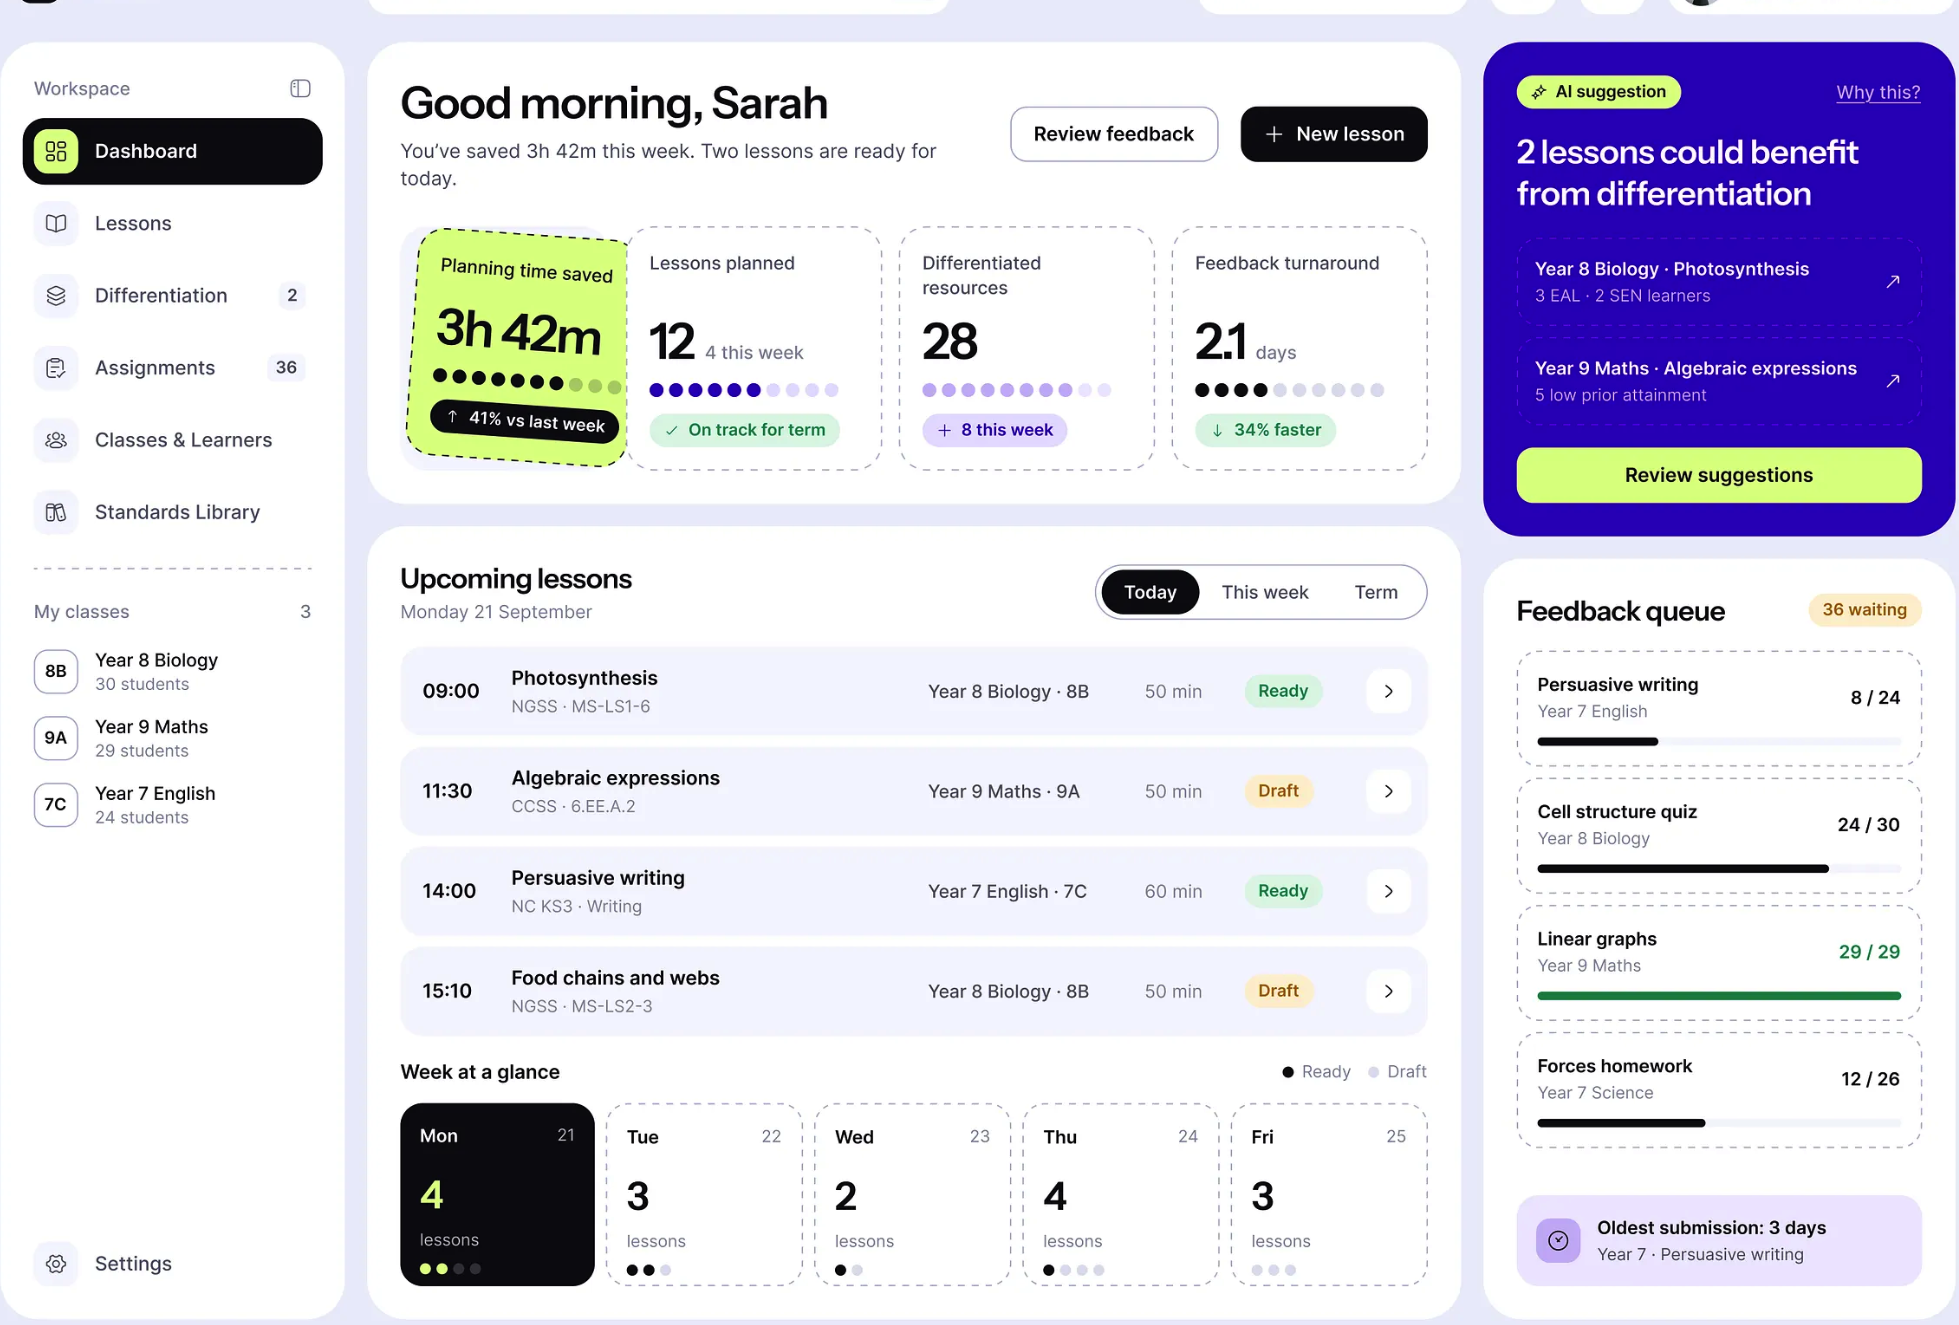 Workspace
Dashboard
Lessons
Differentiation 2
Assignments 36
Classes & Learners
Standards Library
My classes 3
8B Year 8 Biology
30 students
9A Year 9 Maths
29 students
7C Year 7 English
24 students
Settings
Good morning, Sarah
You’ve saved 3h 42m this week. Two lessons are ready for
today.
Review feedback
New lesson
Planning time saved
3h 42m
↑ 41% vs last week
Lessons planned
12 4 this week
✓ On track for term
Differentiated
resources
28
+ 8 this week
Feedback turnaround
2.1 days
↓ 34% faster
Upcoming lessons
Monday 21 September
Today This week Term
09:00 Photosynthesis Year 8 Biology · 8B 50 min Ready
NGSS · MS-LS1-6
11:30 Algebraic expressions Year 9 Maths · 9A 50 min Draft
CCSS · 6.EE.A.2
14:00 Persuasive writing Year 7 English · 7C 60 min Ready
NC KS3 · Writing
15:10 Food chains and webs Year 8 Biology · 8B 50 min Draft
NGSS · MS-LS2-3
Week at a glance
Ready Draft
Mon 21
4
lessons
Tue 22
3
lessons
Wed 23
2
lessons
Thu 24
4
lessons
Fri 25
3
lessons
AI suggestion
Why this?
2 lessons could benefit
from differentiation
Year 8 Biology · Photosynthesis
3 EAL · 2 SEN learners
Year 9 Maths · Algebraic expressions
5 low prior attainment
Review suggestions
Feedback queue
36 waiting
Persuasive writing
Year 7 English
8 / 24
Cell structure quiz
Year 8 Biology
24 / 30
Linear graphs
Year 9 Maths
29 / 29
Forces homework
Year 7 Science
12 / 26
Oldest submission: 3 days
Year 7 · Persuasive writing